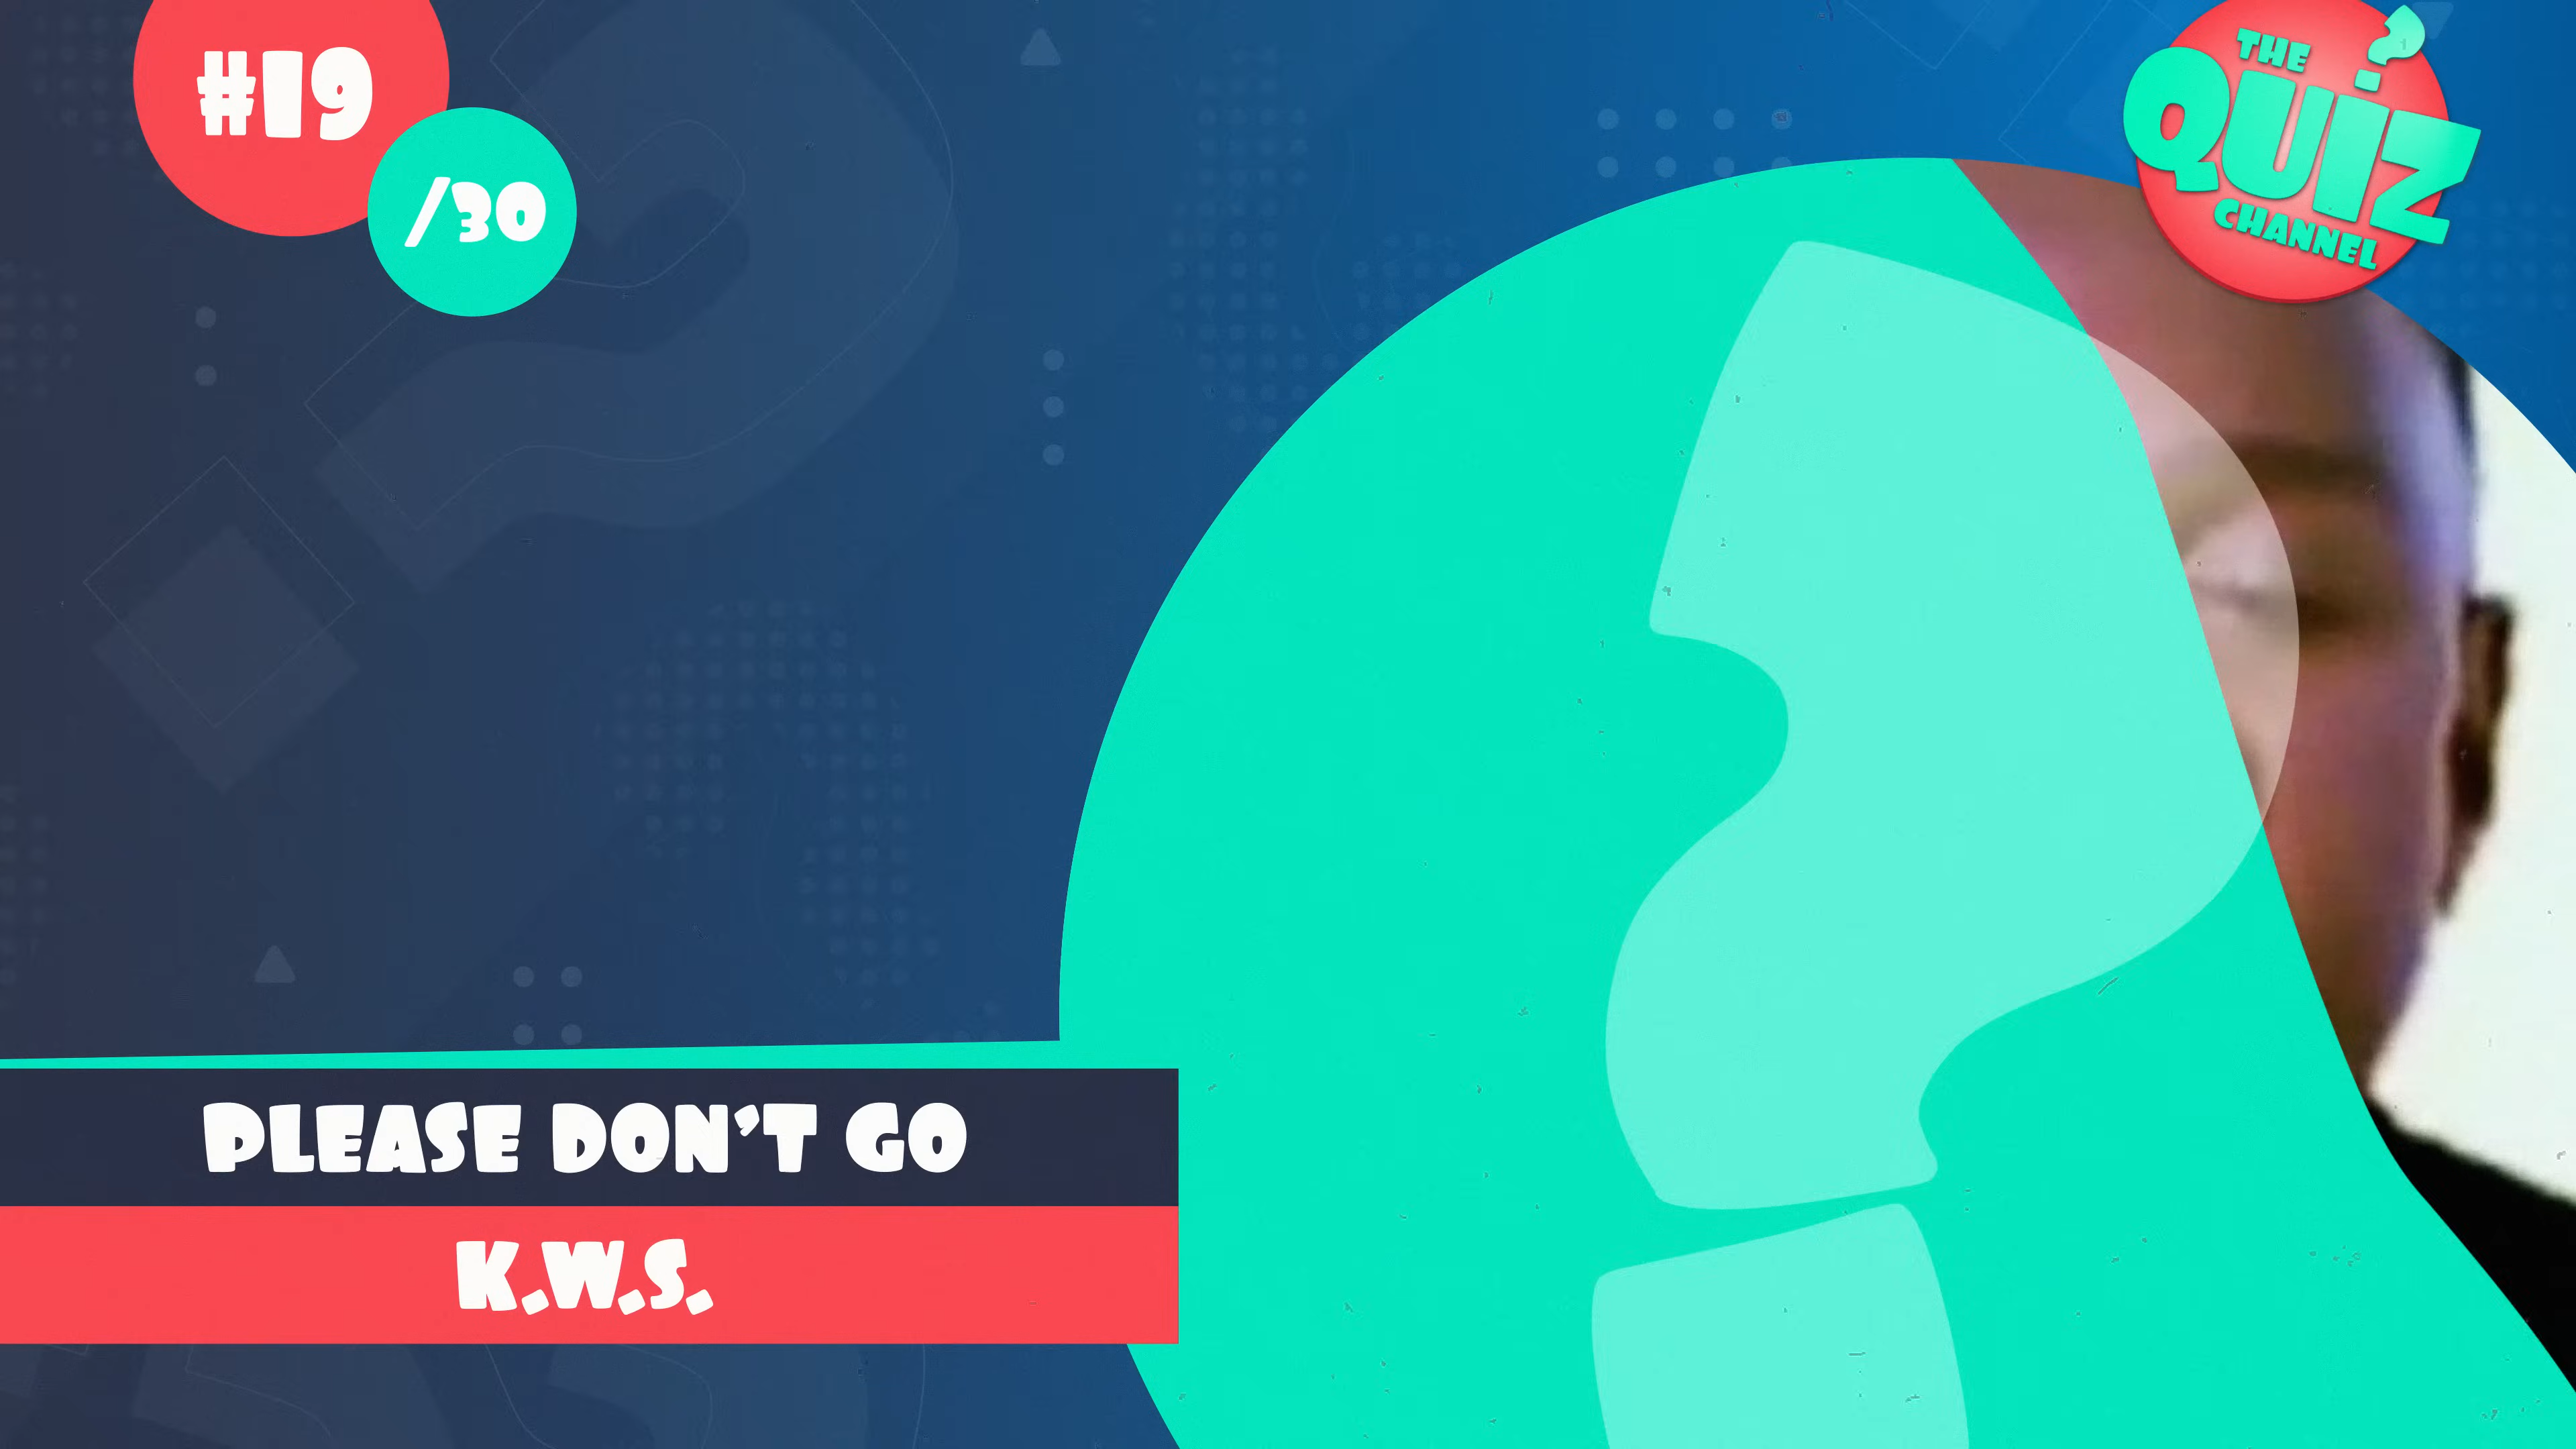 #19
/30
THE
QUIZ
CHANNEL
PLEASE DON'T GO
K.W.S.